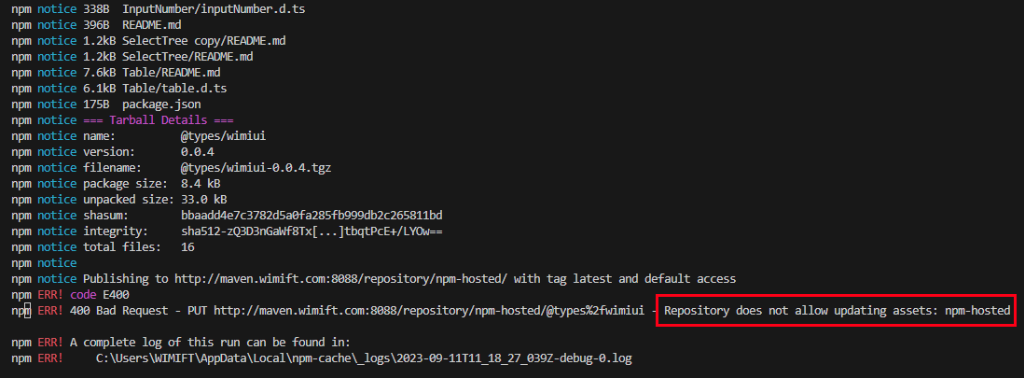 npm notice 338B  InputNumber/inputNumber.d.ts
npm notice 396B  README.md
npm notice 1.2kB SelectTree copy/README.md
npm notice 1.2kB SelectTree/README.md
npm notice 7.6kB Table/README.md
npm notice 6.1kB Table/table.d.ts
npm notice 175B  package.json
npm notice === Tarball Details ===
npm notice name:          @types/wimiui
npm notice version:       0.0.4
npm notice filename:      @types/wimiui-0.0.4.tgz
npm notice package size:  8.4 kB
npm notice unpacked size: 33.0 kB
npm notice shasum:        bbaadd4e7c3782d5a0fa285fb999db2c265811bd
npm notice integrity:     sha512-zQ3D3nGaWf8Tx[...]tbqtPcE+/LYOw==
npm notice total files:   16
npm notice
npm notice Publishing to http://maven.wimift.com:8088/repository/npm-hosted/ with tag latest and default access
npm ERR! code E400
npm ERR! 400 Bad Request - PUT http://maven.wimift.com:8088/repository/npm-hosted/@types%2fwimiui - Repository does not allow updating assets: npm-hosted
npm ERR! A complete log of this run can be found in:
npm ERR!     C:\Users\WIMIFT\AppData\Local\npm-cache\_logs\2023-09-11T11_18_27_039Z-debug-0.log